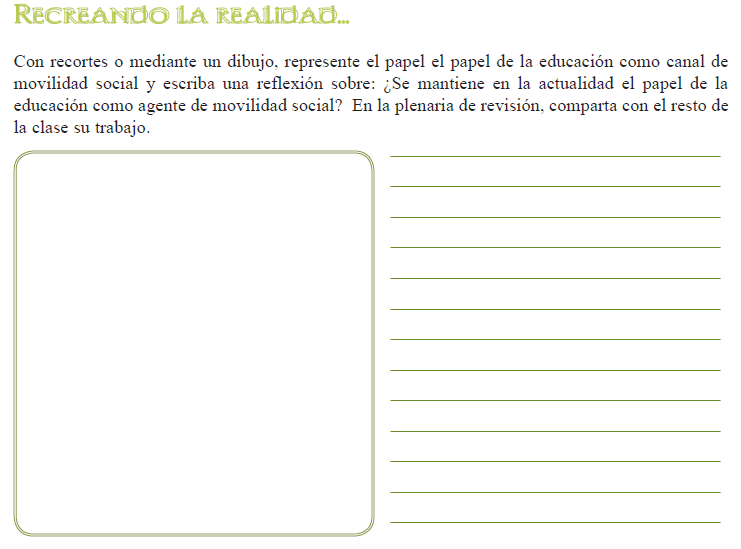 Recreando la realidad...
Con recortes o mediante un dibujo, represente el papel el papel de la educación como canal de
movilidad social y escriba una reflexión sobre: ¿Se mantiene en la actualidad el papel de la
educación como agente de movilidad social? En la plenaria de revisión, comparta con el resto de
la clase su trabajo.